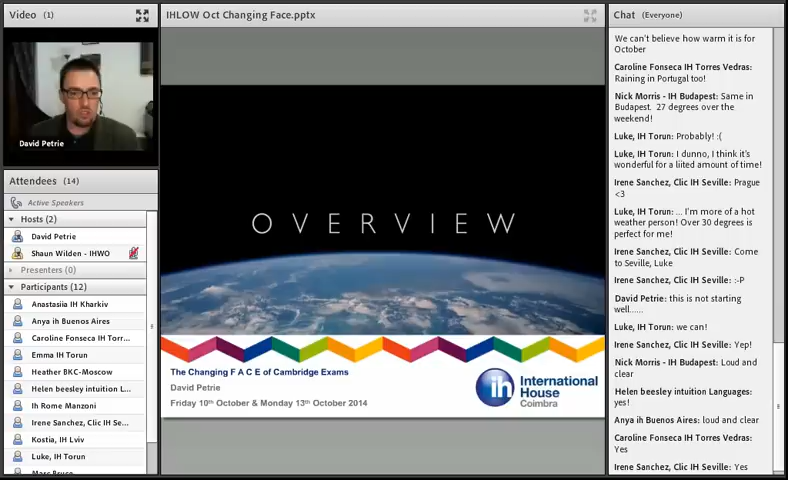 Video (1)
David Petrie
Attendees (14)
Active Speakers
Hosts (2)
David Petrie
Shaun Wilden - IHWO
Presenters (0)
Participants (12)
Anastasiia IH Kharkiv
Anya ih Buenos Aires
Caroline Fonseca IH Torr...
Emma IH Torun
Heather BKC-Moscow
Helen beesley intuition L...
Ih Rome Manzoni
Irene Sanchez, Clic IH Se...
Kostia, IH Lviv
Luke, IH Torun
Marc Bruce
IHLOW Oct Changing Face.pptx
OVERVIEW
The Changing F A C E of Cambridge Exams
David Petrie
Friday 10th October & Monday 13th October 2014
ih
International
House
Coimbra
Chat (Everyone)
We can't believe how warm it is for
October
Caroline Fonseca IH Torres Vedras:
Raining in Portugal too!
Nick Morris - IH Budapest: Same in
Budapest. 27 degrees over the
weekend!
Luke, IH Torun: Probably! :(
Luke, IH Torun: I dunno, I think it's
wonderful for a liited amount of time!
Irene Sanchez, Clic IH Seville: Prague
<3
Luke, IH Torun: ... I'm more of a hot
weather person! Over 30 degrees is
perfect for me!
Irene Sanchez, Clic IH Seville: Come
to Seville, Luke
Irene Sanchez, Clic IH Seville: :-P
David Petrie: this is not starting
well......
Luke, IH Torun: we can!
Irene Sanchez, Clic IH Seville: Yep!
Nick Morris - IH Budapest: Loud and
clear
Helen beesley intuition Languages:
yes!
Anya ih Buenos Aires: loud and clear
Caroline Fonseca IH Torres Vedras:
Yes
Irene Sanchez, Clic IH Seville: Yes